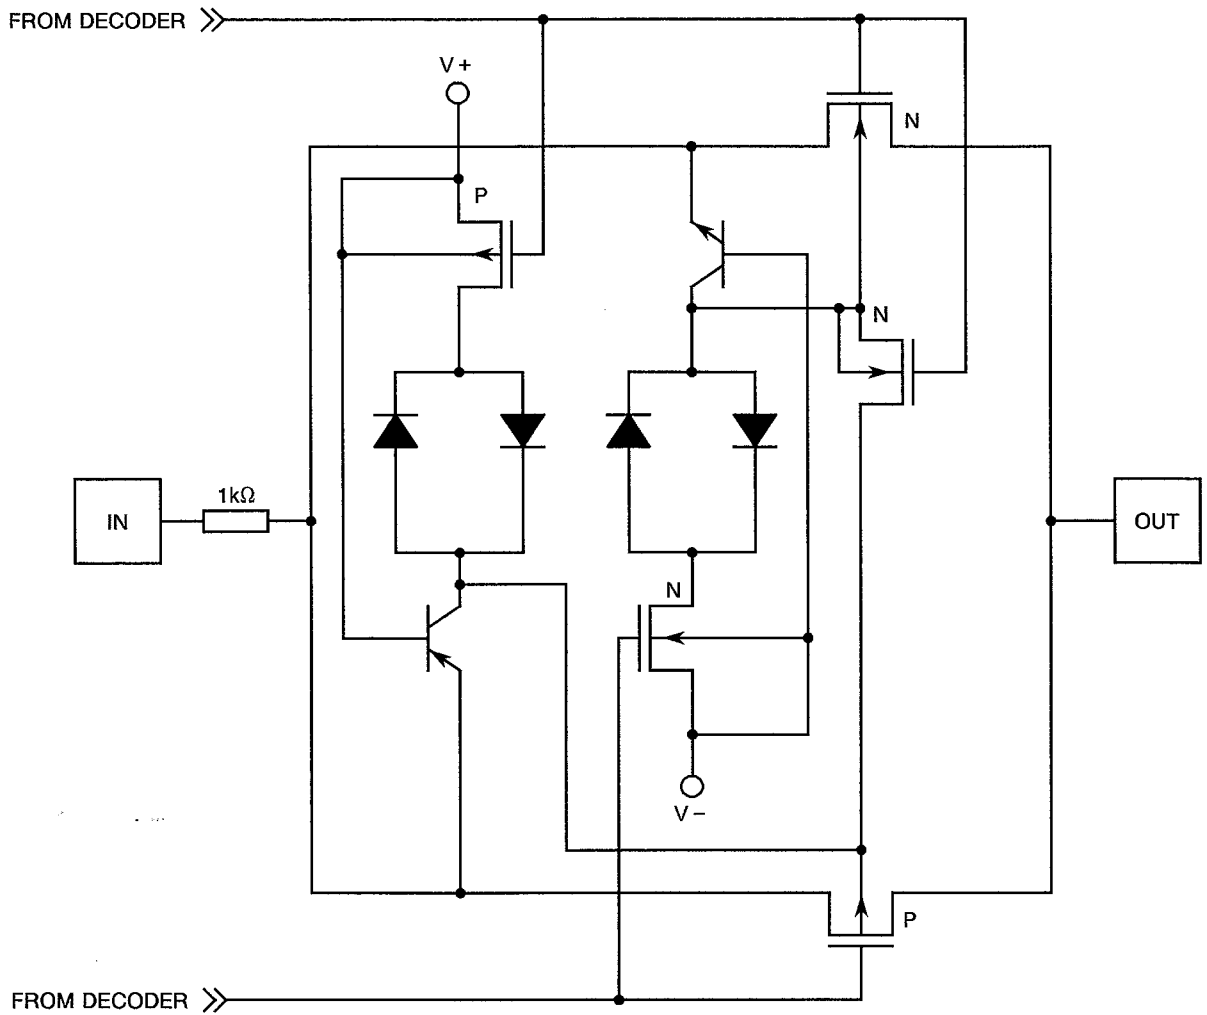 FROM DECODER
V+
N
P
N
1kΩ
IN
OUT
N
V−
P
FROM DECODER